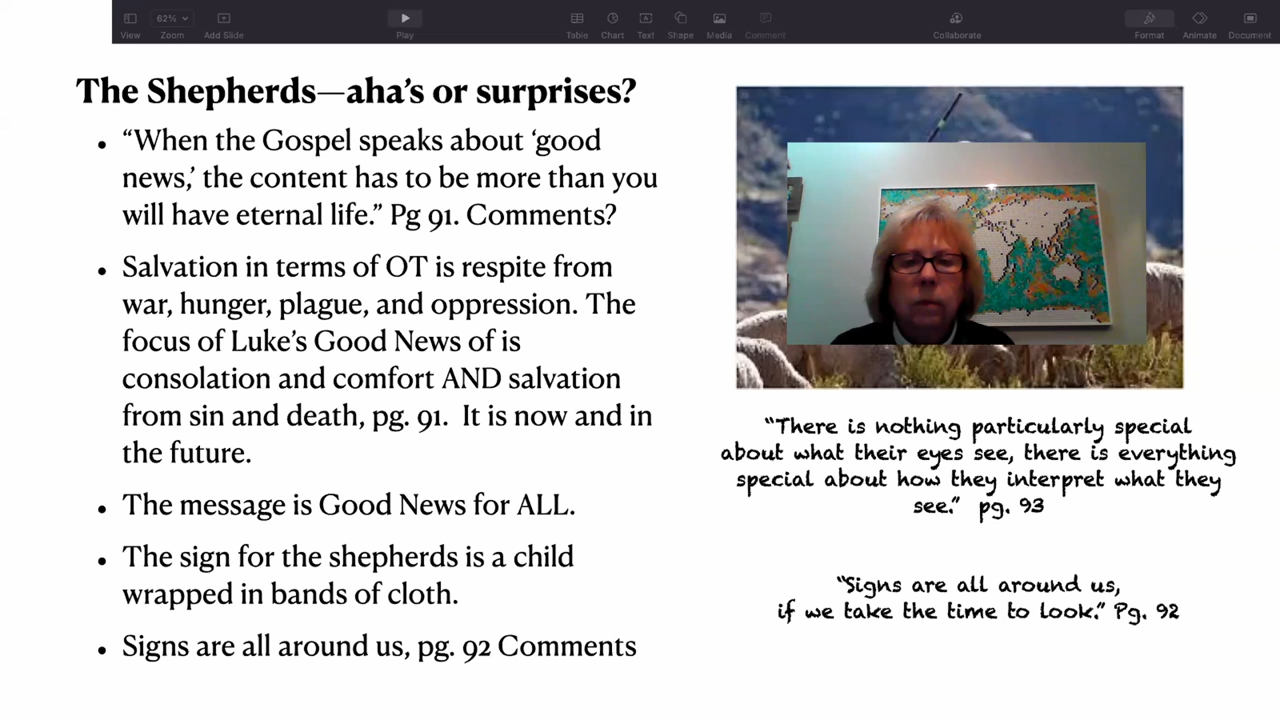 62%
View
Zoom
Add Slide
Play
Table
Chart
Text
Shape
Media
Comment
Collaborate
Format
Animate
Document
The Shepherds—aha’s or surprises?
• “When the Gospel speaks about ‘good
news,’ the content has to be more than you
will have eternal life.” Pg 91. Comments?
• Salvation in terms of OT is respite from
war, hunger, plague, and oppression. The
focus of Luke’s Good News of is
consolation and comfort AND salvation
from sin and death, pg. 91. It is now and in
the future.
• The message is Good News for ALL.
• The sign for the shepherds is a child
wrapped in bands of cloth.
• Signs are all around us, pg. 92 Comments
“There is nothing particularly special
about what their eyes see, there is everything
special about how they interpret what they
see.” pg. 93
“Signs are all around us,
if we take the time to look.” Pg. 92